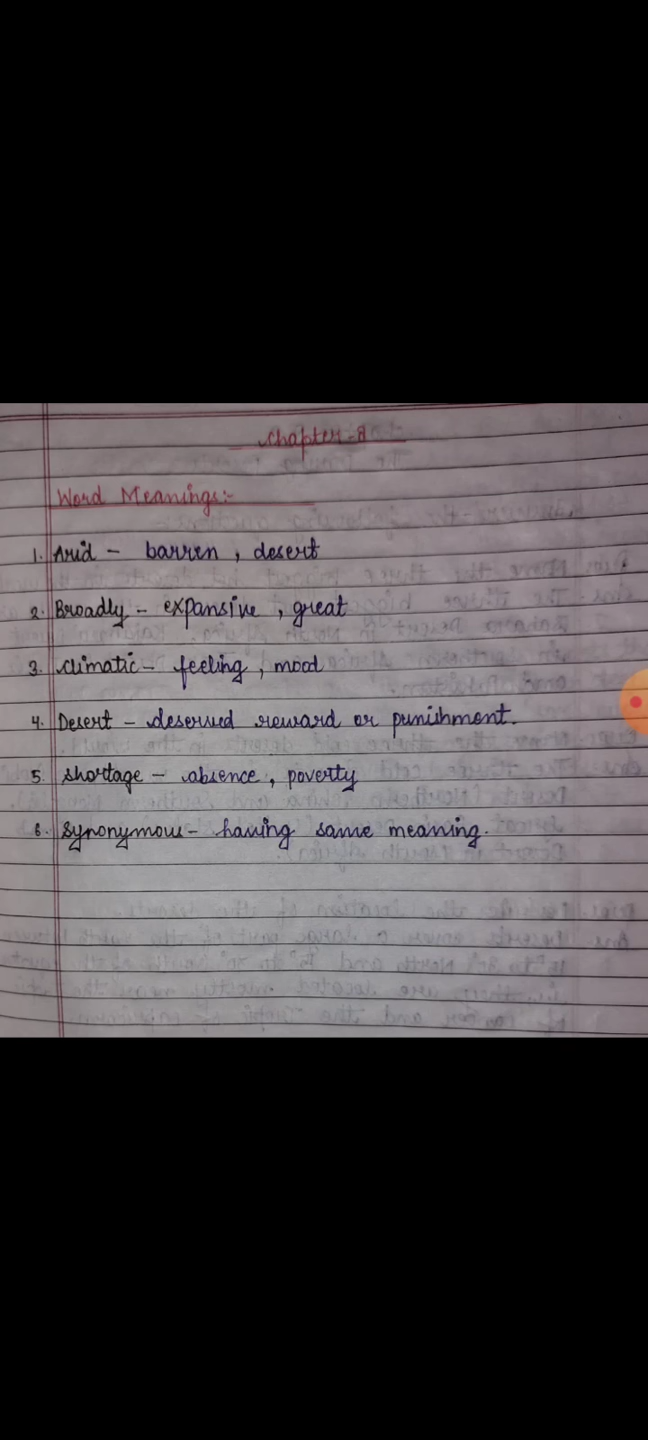 Chapter-8
Word Meanings:-
1. Arid - barren, desert
2. Broadly - expansive, great
3. Climatic - feeling, mood
4. Desert - deserved reward or punishment.
5. Shortage - absence, poverty
6. Synonymous - having same meaning.